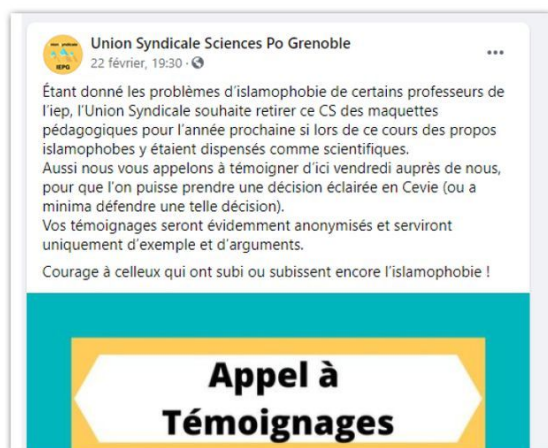 Union Syndicale Sciences Po Grenoble
22 février, 19:30 ·
Étant donné les problèmes d'islamophobie de certains professeurs de
l'iep, l'Union Syndicale souhaite retirer ce CS des maquettes
pédagogiques pour l'année prochaine si lors de ce cours des propos
islamophobes y étaient dispensés comme scientifiques.
Aussi nous vous appelons à témoigner d'ici vendredi auprès de nous,
pour que l'on puisse prendre une décision éclairée en Cevie (ou a
minima défendre une telle décision).
Vos témoignages seront évidemment anonymisés et serviront
uniquement d'exemple et d'arguments.
Courage à celleux qui ont subi ou subissent encore l'islamophobie !
IEPG
Appel à
Témoignages